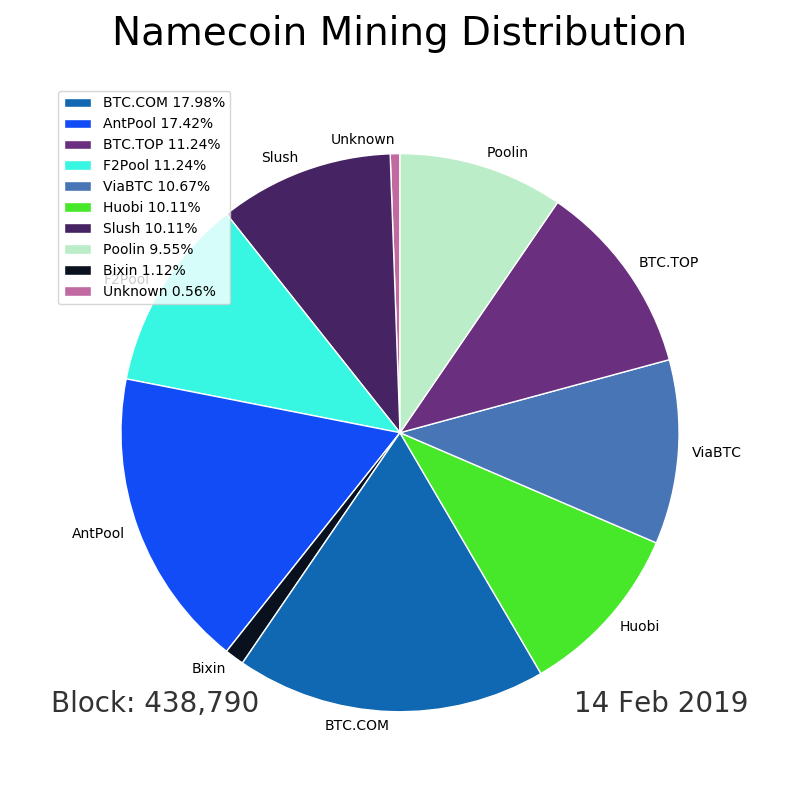 Namecoin Mining Distribution
BTC.COM 17.98%
AntPool 17.42%
BTC.TOP 11.24%
F2Pool 11.24%
ViaBTC 10.67%
Huobi 10.11%
Slush 10.11%
Poolin 9.55%
Bixin 1.12%
Unknown 0.56%
Unknown
Poolin
Slush
BTC.TOP
F2Pool
ViaBTC
AntPool
Huobi
Bixin
BTC.COM
Block: 438,790
14 Feb 2019